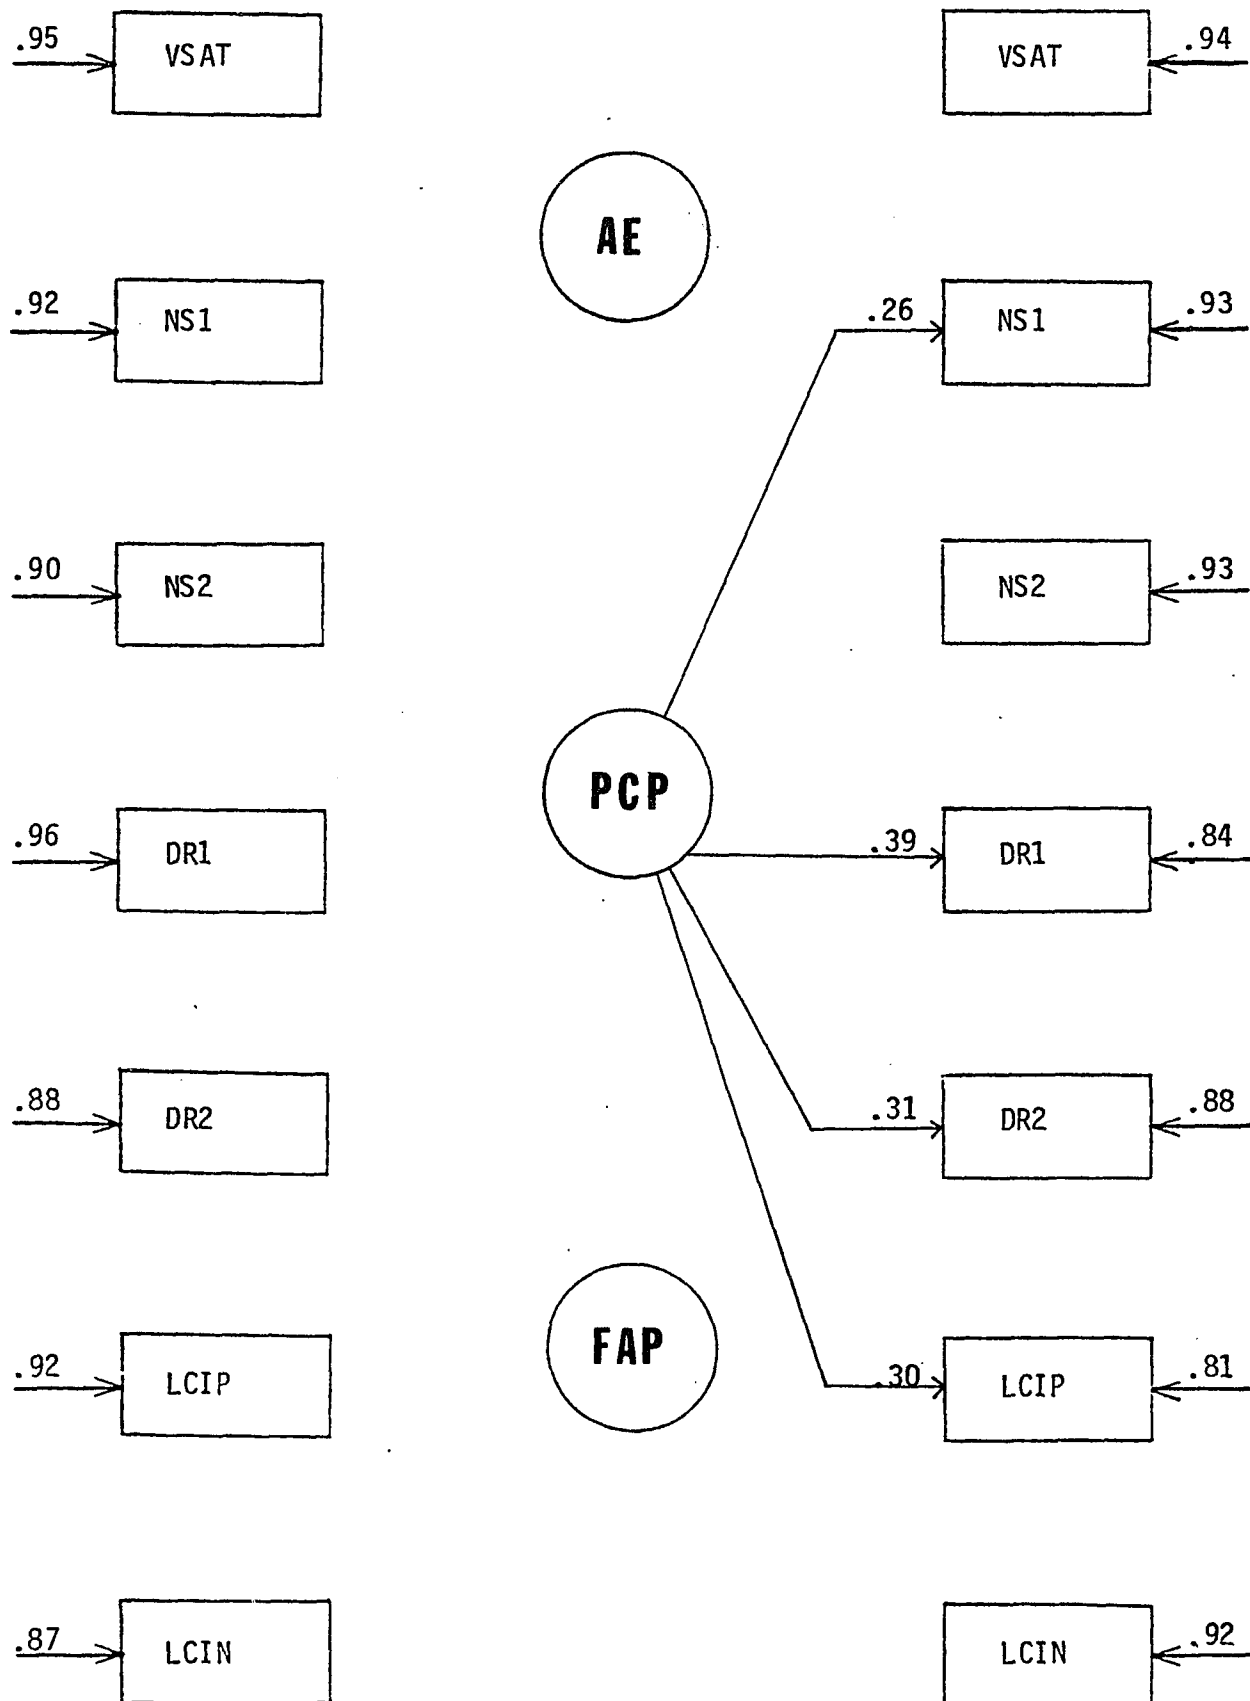 .95 VSAT VSAT .94
AE
.92 NS1 .26 NS1 .93
.90 NS2 NS2 .93
PCP
.96 DR1 .39 DR1 .84
.88 DR2 .31 DR2 .88
FAP
.92 LCIP .30 LCIP .81
.87 LCIN LCIN .92